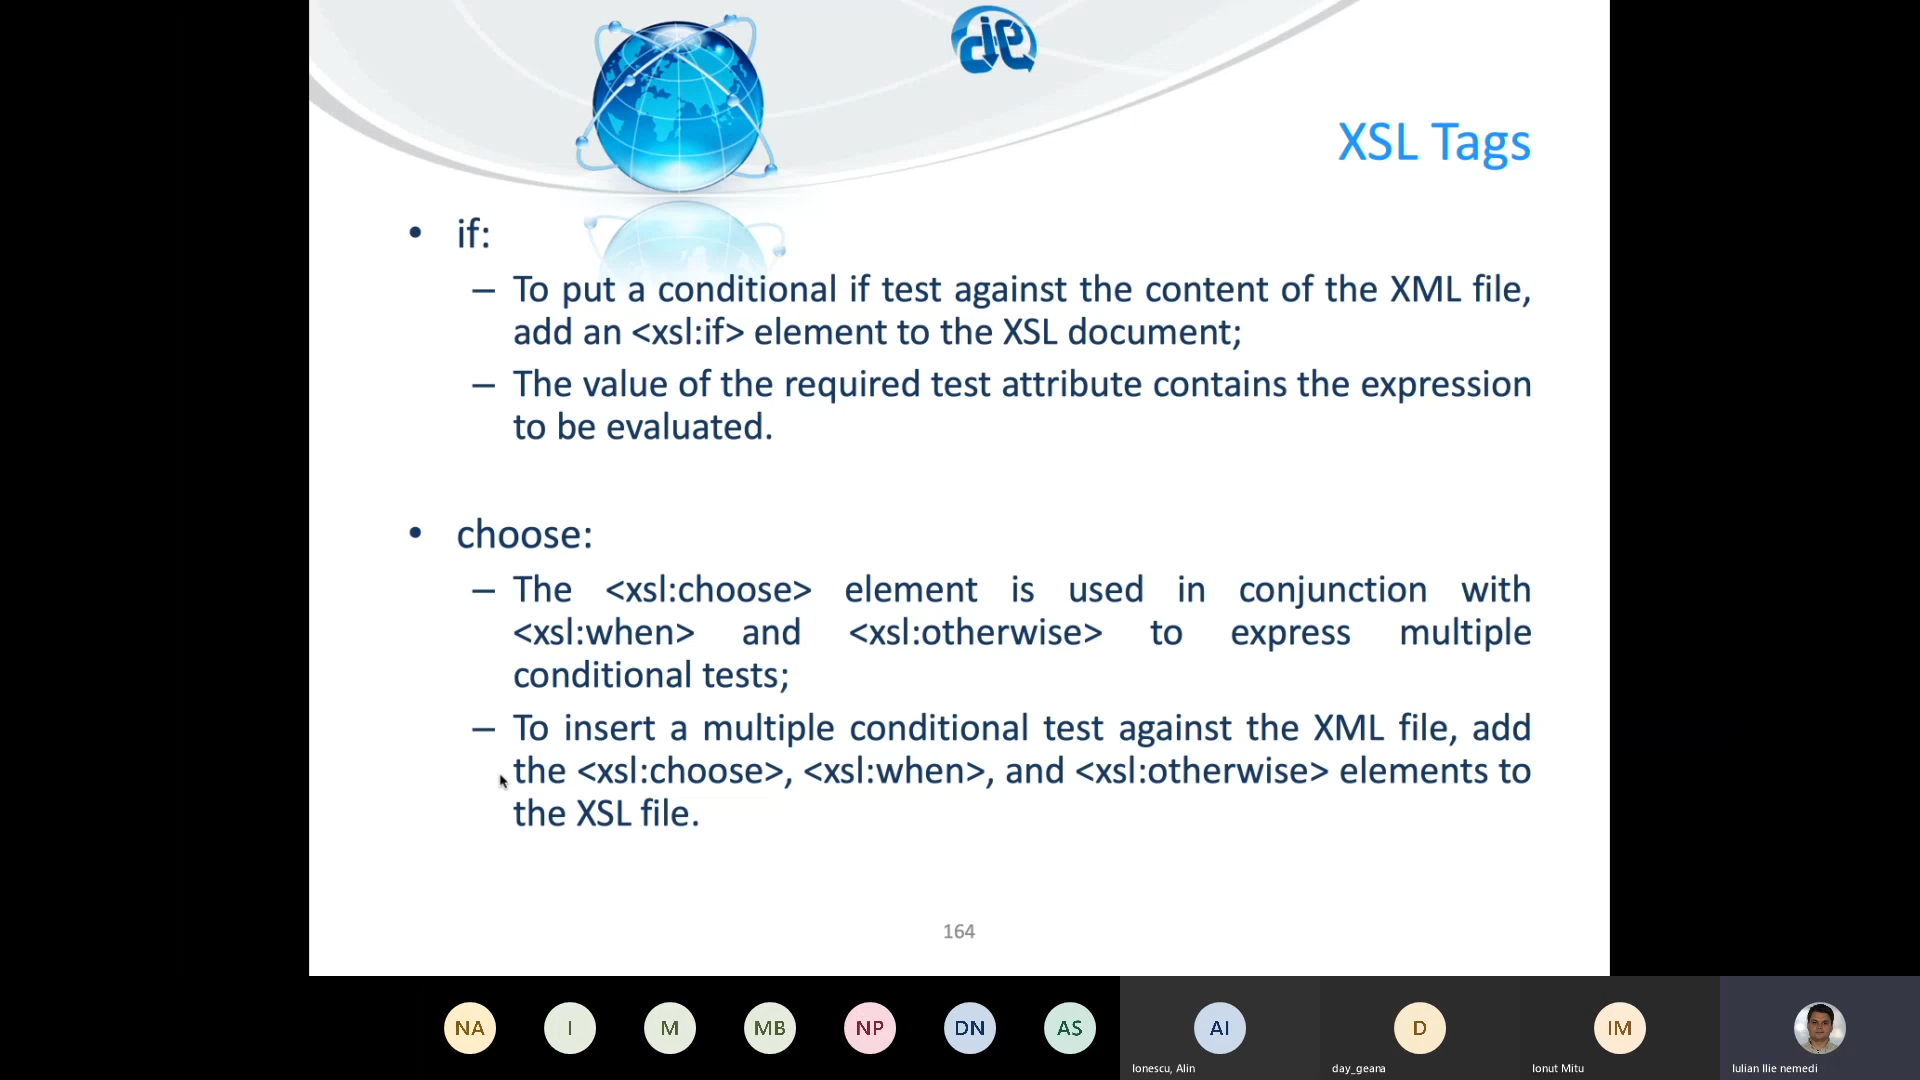 XSL Tags
• if:
– To put a conditional if test against the content of the XML file,
add an <xsl:if> element to the XSL document;
– The value of the required test attribute contains the expression
to be evaluated.
• choose:
– The <xsl:choose> element is used in conjunction with
<xsl:when> and <xsl:otherwise> to express multiple
conditional tests;
– To insert a multiple conditional test against the XML file, add
the <xsl:choose>, <xsl:when>, and <xsl:otherwise> elements to
the XSL file.
164
NA I M MB NP DN AS AI D IM
Ionescu, Alin day_geana Ionut Mitu Iulian Ilie nemedi